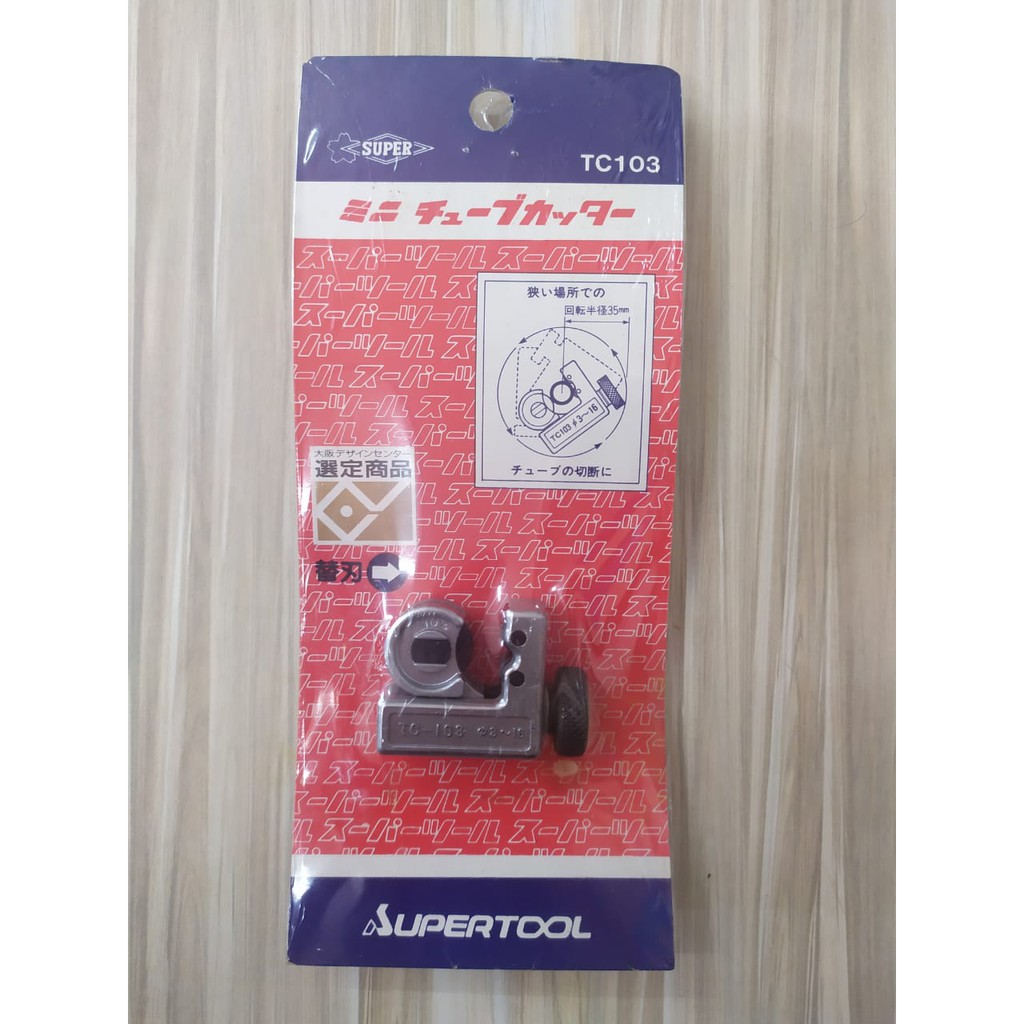 SUPER
TC103
ミニ チューブカッター
スーパーツール スーパーツール
狭い場所での
回転半径35mm
TC103 φ3〜16
チューブの切断に
大阪デザインセンター
選定商品
替刃
103
TC-103 φ3〜16
SUPERTOOL